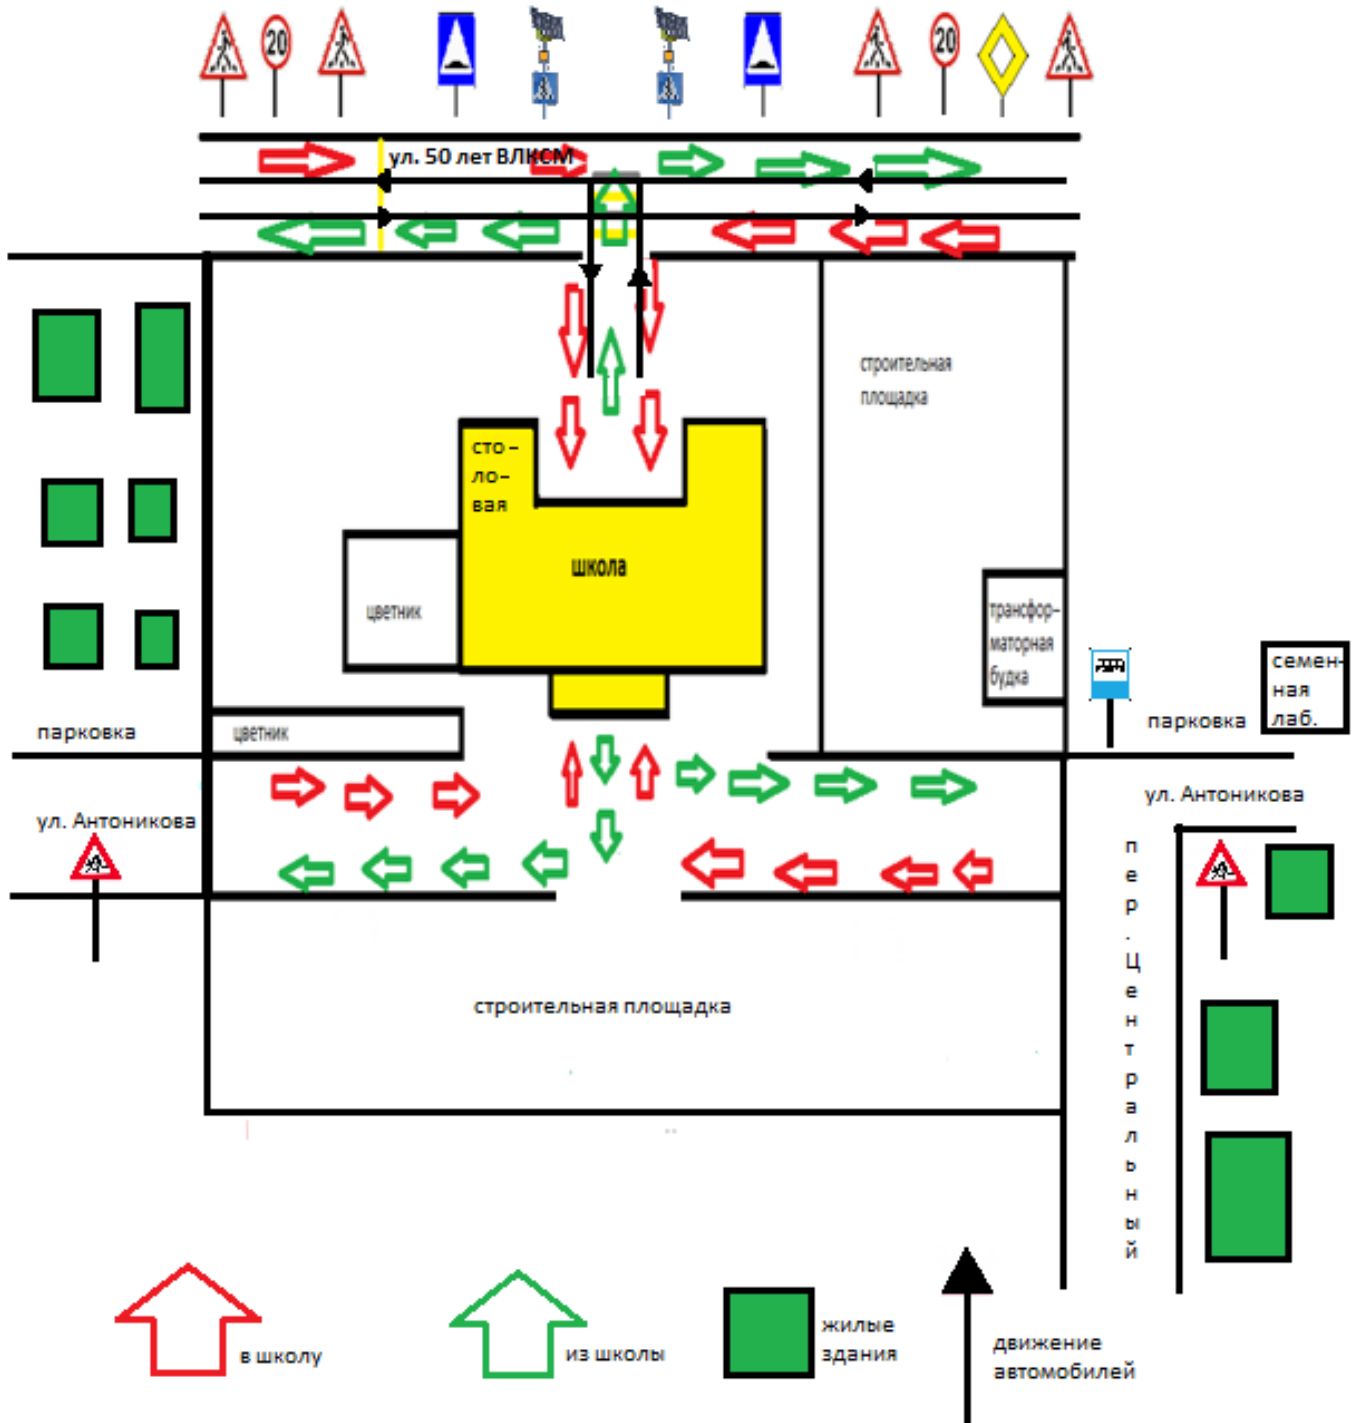 20
20
ул. 50 лет ВЛКСМ
строительная
площадка
сто –
ло–
вая
школа
цветник
трансфор–
маторная
будка
семен-
ная
лаб.
парковка
цветник
парковка
ул. Антоникова
ул. Антоникова
пер. Центральный
строительная площадка
в школу
из школы
жилые
здания
движение
автомобилей